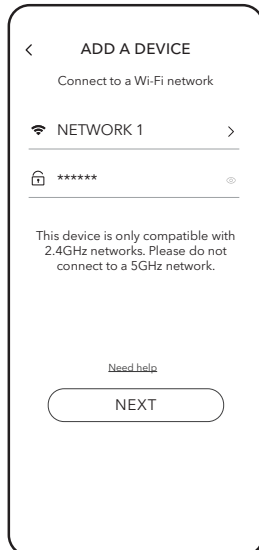 ADD A DEVICE
Connect to a Wi-Fi network
NETWORK 1
******
This device is only compatible with
2.4GHz networks. Please do not
connect to a 5GHz network.
Need help
NEXT